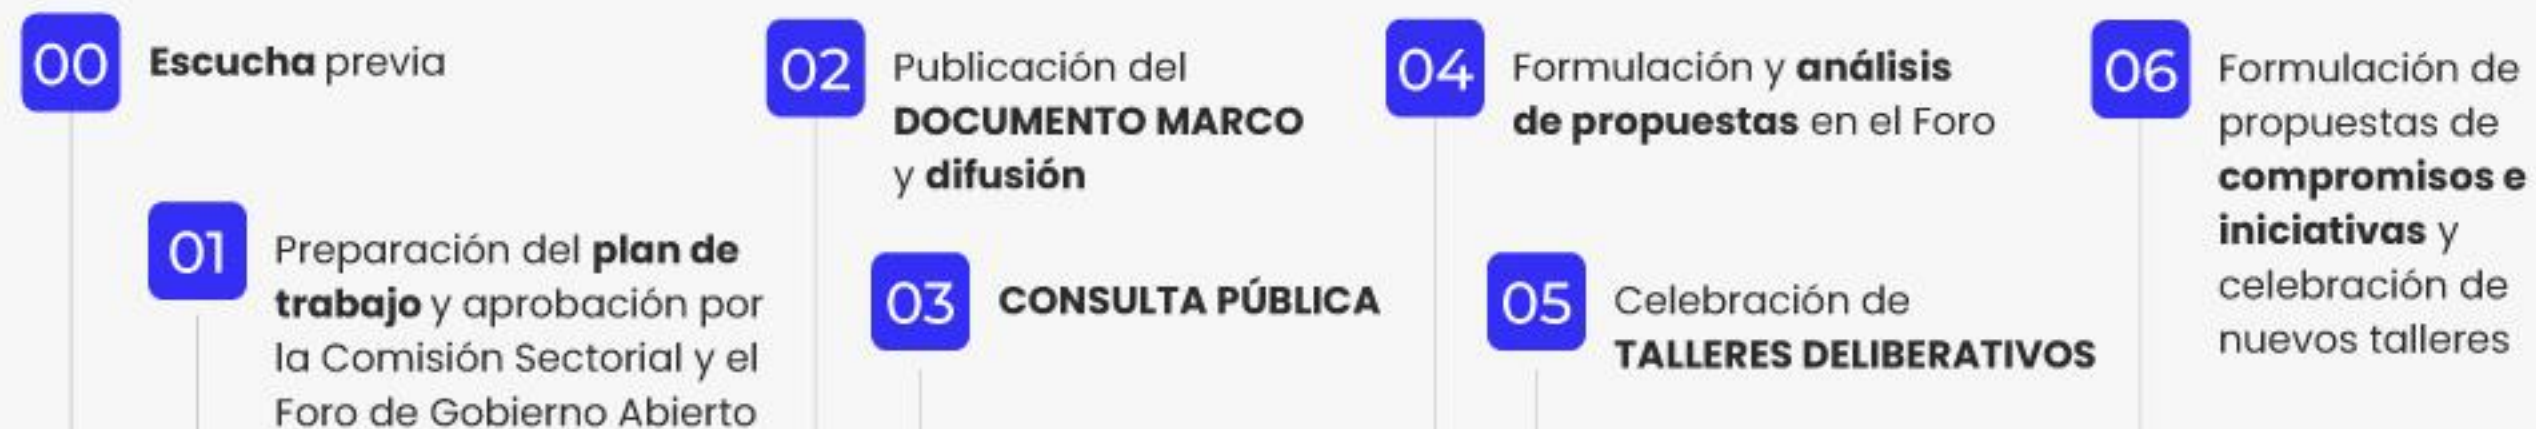 00
Escucha previa
01
Preparación del plan de
trabajo y aprobación por
la Comisión Sectorial y el
Foro de Gobierno Abierto
02
Publicación del
DOCUMENTO MARCO
y difusión
03
CONSULTA PÚBLICA
04
Formulación y análisis
de propuestas en el Foro
05
Celebración de
TALLERES DELIBERATIVOS
06
Formulación de
propuestas de
compromisos e
iniciativas y
celebración de
nuevos talleres